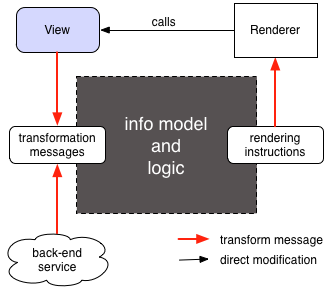 View
calls
Renderer
transformation
messages
info model
and
logic
rendering
instructions
back-end
service
transform message
direct modification